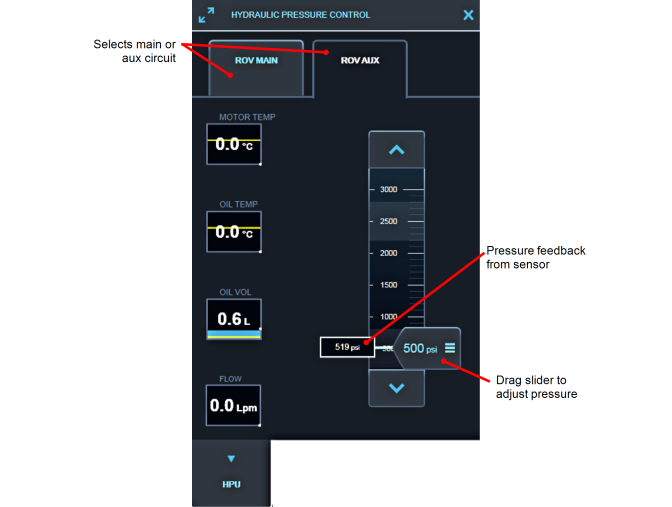 HYDRAULIC PRESSURE CONTROL
Selects main or
aux circuit
ROV MAIN
ROV AUX
MOTOR TEMP
0.0 °C
OIL TEMP
0.0 °C
OIL VOL
0.6 L
FLOW
0.0 Lpm
3000
2500
2000
1500
1000
500
519 psi
500 psi
Pressure feedback
from sensor
Drag slider to
adjust pressure
HPU